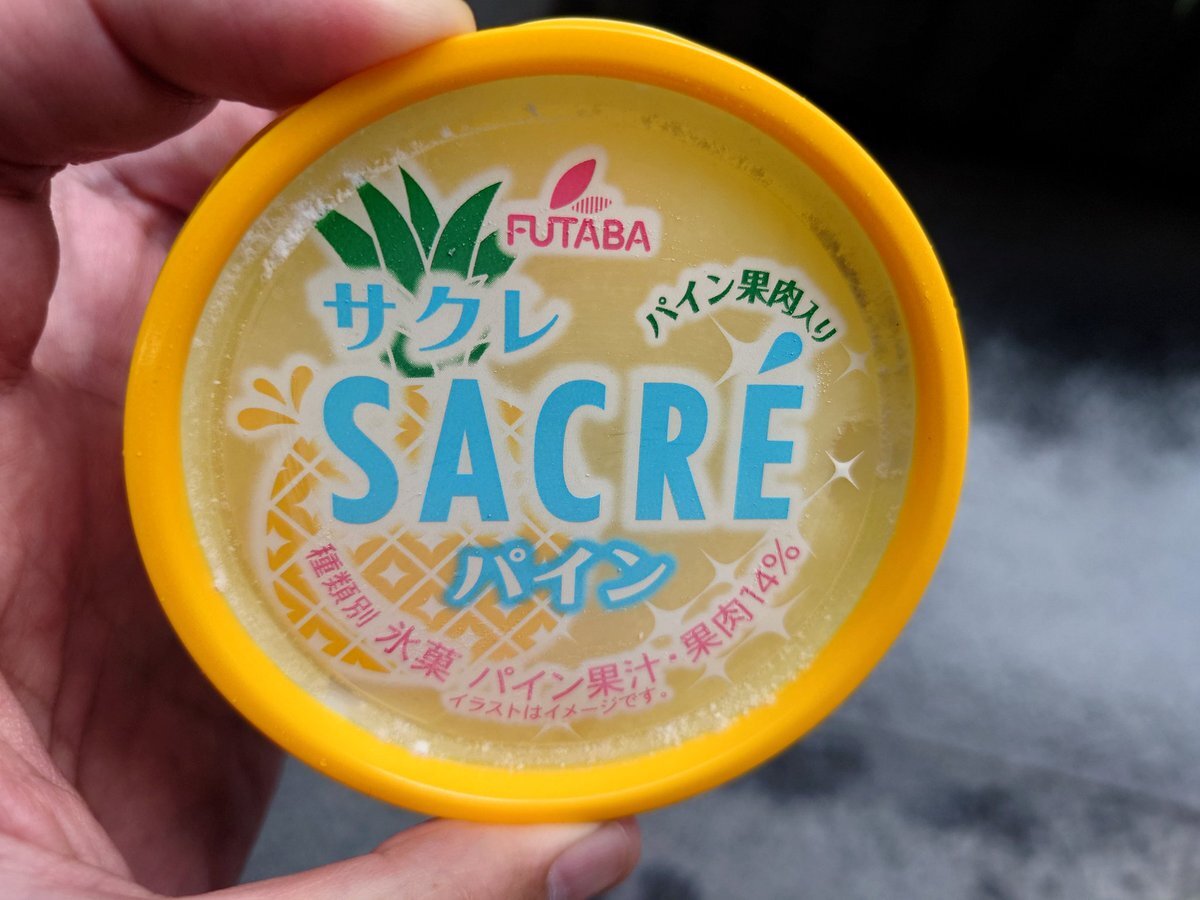 FUTABA
パイン果肉入り
サクレ
SACRÉ
パイン
種類別 氷菓 パイン果汁・果肉14%
イラストはイメージです。